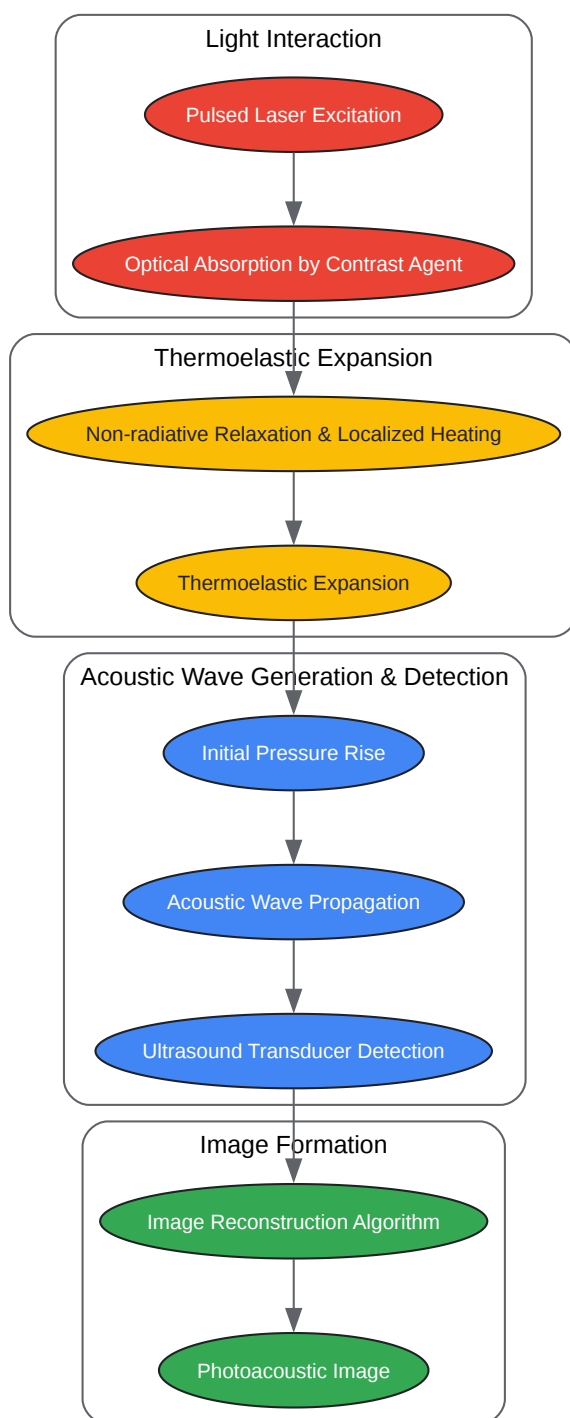 Light Interaction
Pulsed Laser Excitation
Optical Absorption by Contrast Agent
Thermoelastic Expansion
Non-radiative Relaxation & Localized Heating
Thermoelastic Expansion
Acoustic Wave Generation & Detection
Initial Pressure Rise
Acoustic Wave Propagation
Ultrasound Transducer Detection
Image Formation
Image Reconstruction Algorithm
Photoacoustic Image